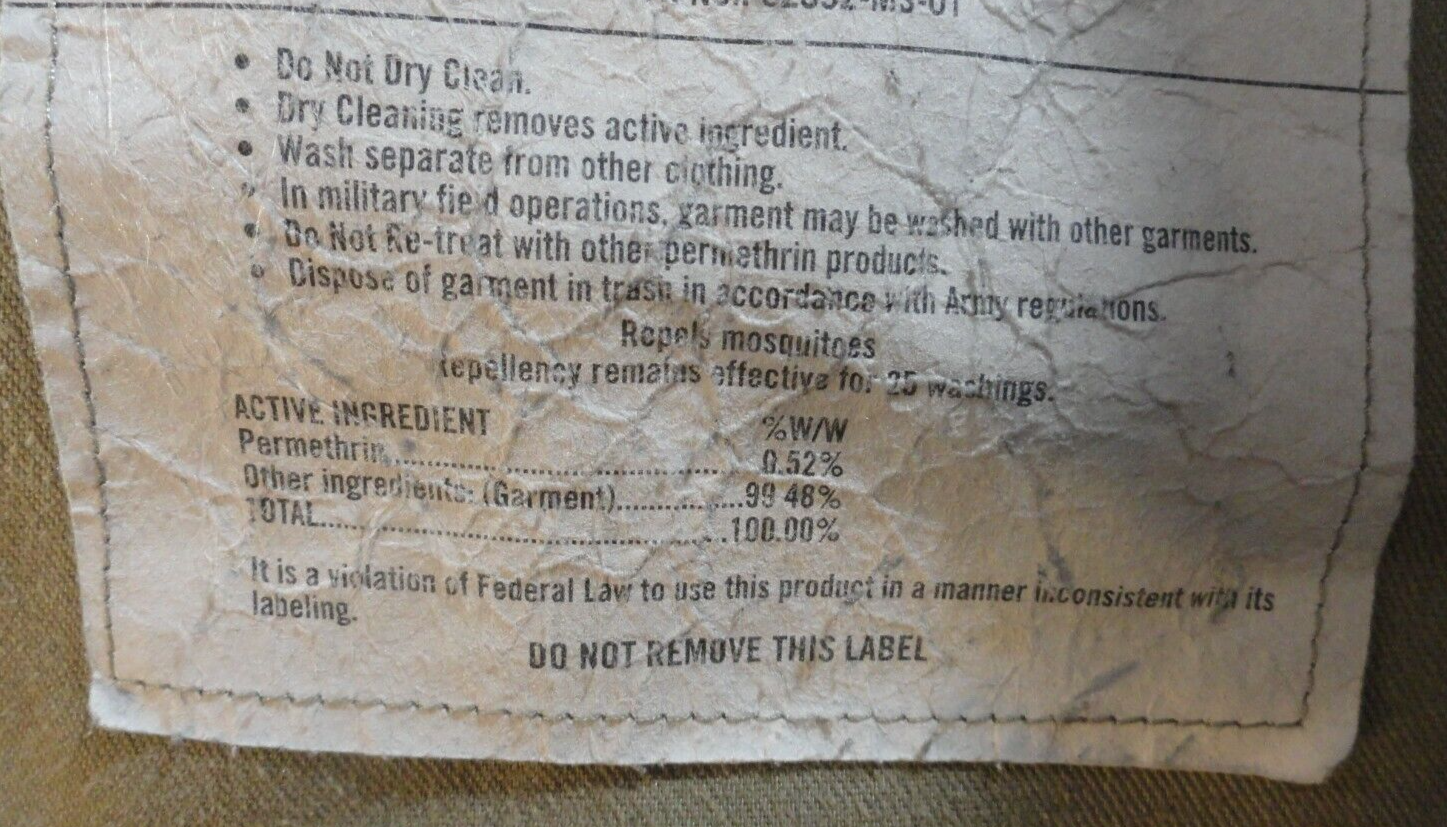 • Do Not Dry Clean.
• Dry Cleaning removes active ingredient.
• Wash separate from other clothing.
• In military field operations, garment may be washed with other garments.
• Do Not Re-treat with other permethrin products.
• Dispose of garment in trash in accordance with Army regulations.
Repels mosquitoes
Repellency remains effective for 25 washings.
ACTIVE INGREDIENT %W/W
Permethrin..............................................0.52%
Other ingredients: (Garment)................99.48%
TOTAL......................................................100.00%
It is a violation of Federal Law to use this product in a manner inconsistent with its
labeling.
DO NOT REMOVE THIS LABEL